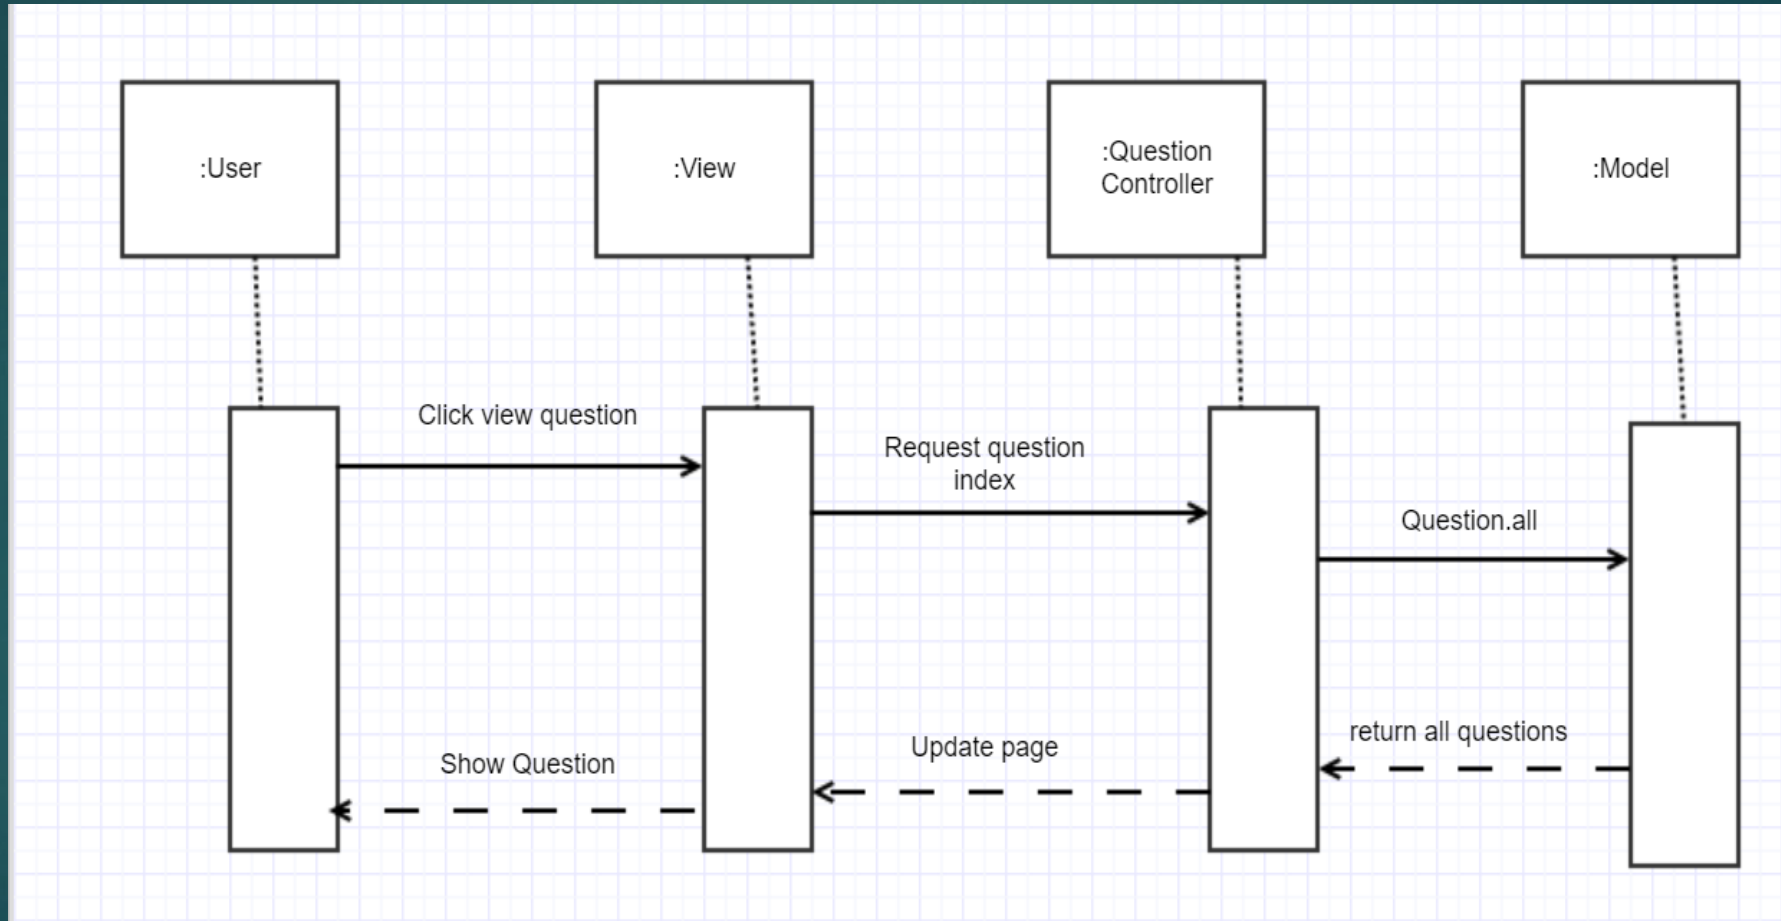 :User
:View
:Question
Controller
:Model
Click view question
Request question
index
Question.all
return all questions
Update page
Show Question